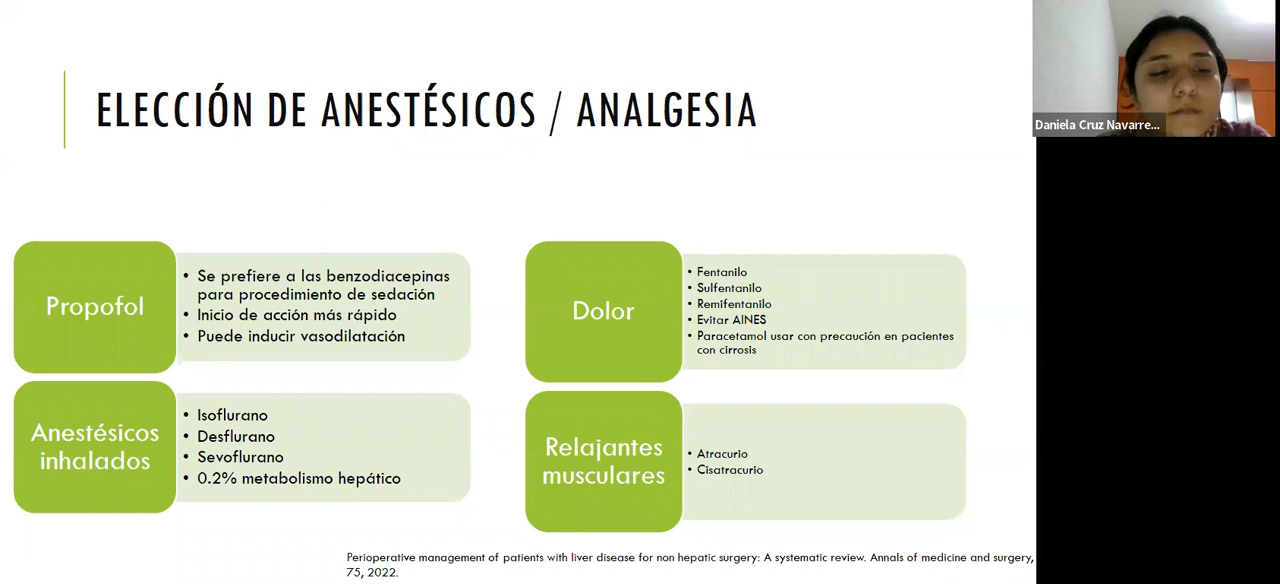 ELECCIÓN DE ANESTÉSICOS / ANALGESIA
Propofol
• Se prefiere a las benzodiacepinas
para procedimiento de sedación
• Inicio de acción más rápido
• Puede inducir vasodilatación
Anestésicos
inhalados
• Isoflurano
• Desflurano
• Sevoflurano
• 0.2% metabolismo hepático
Dolor
• Fentanilo
• Sulfentanilo
• Remifentanilo
• Evitar AINES
• Paracetamol usar con precaución en pacientes
con cirrosis
Relajantes
musculares
• Atracurio
• Cisatracurio
Perioperative management of patients with liver disease for non hepatic surgery: A systematic review. Annals of medicine and surgery,
75, 2022.
Daniela Cruz Navarre...